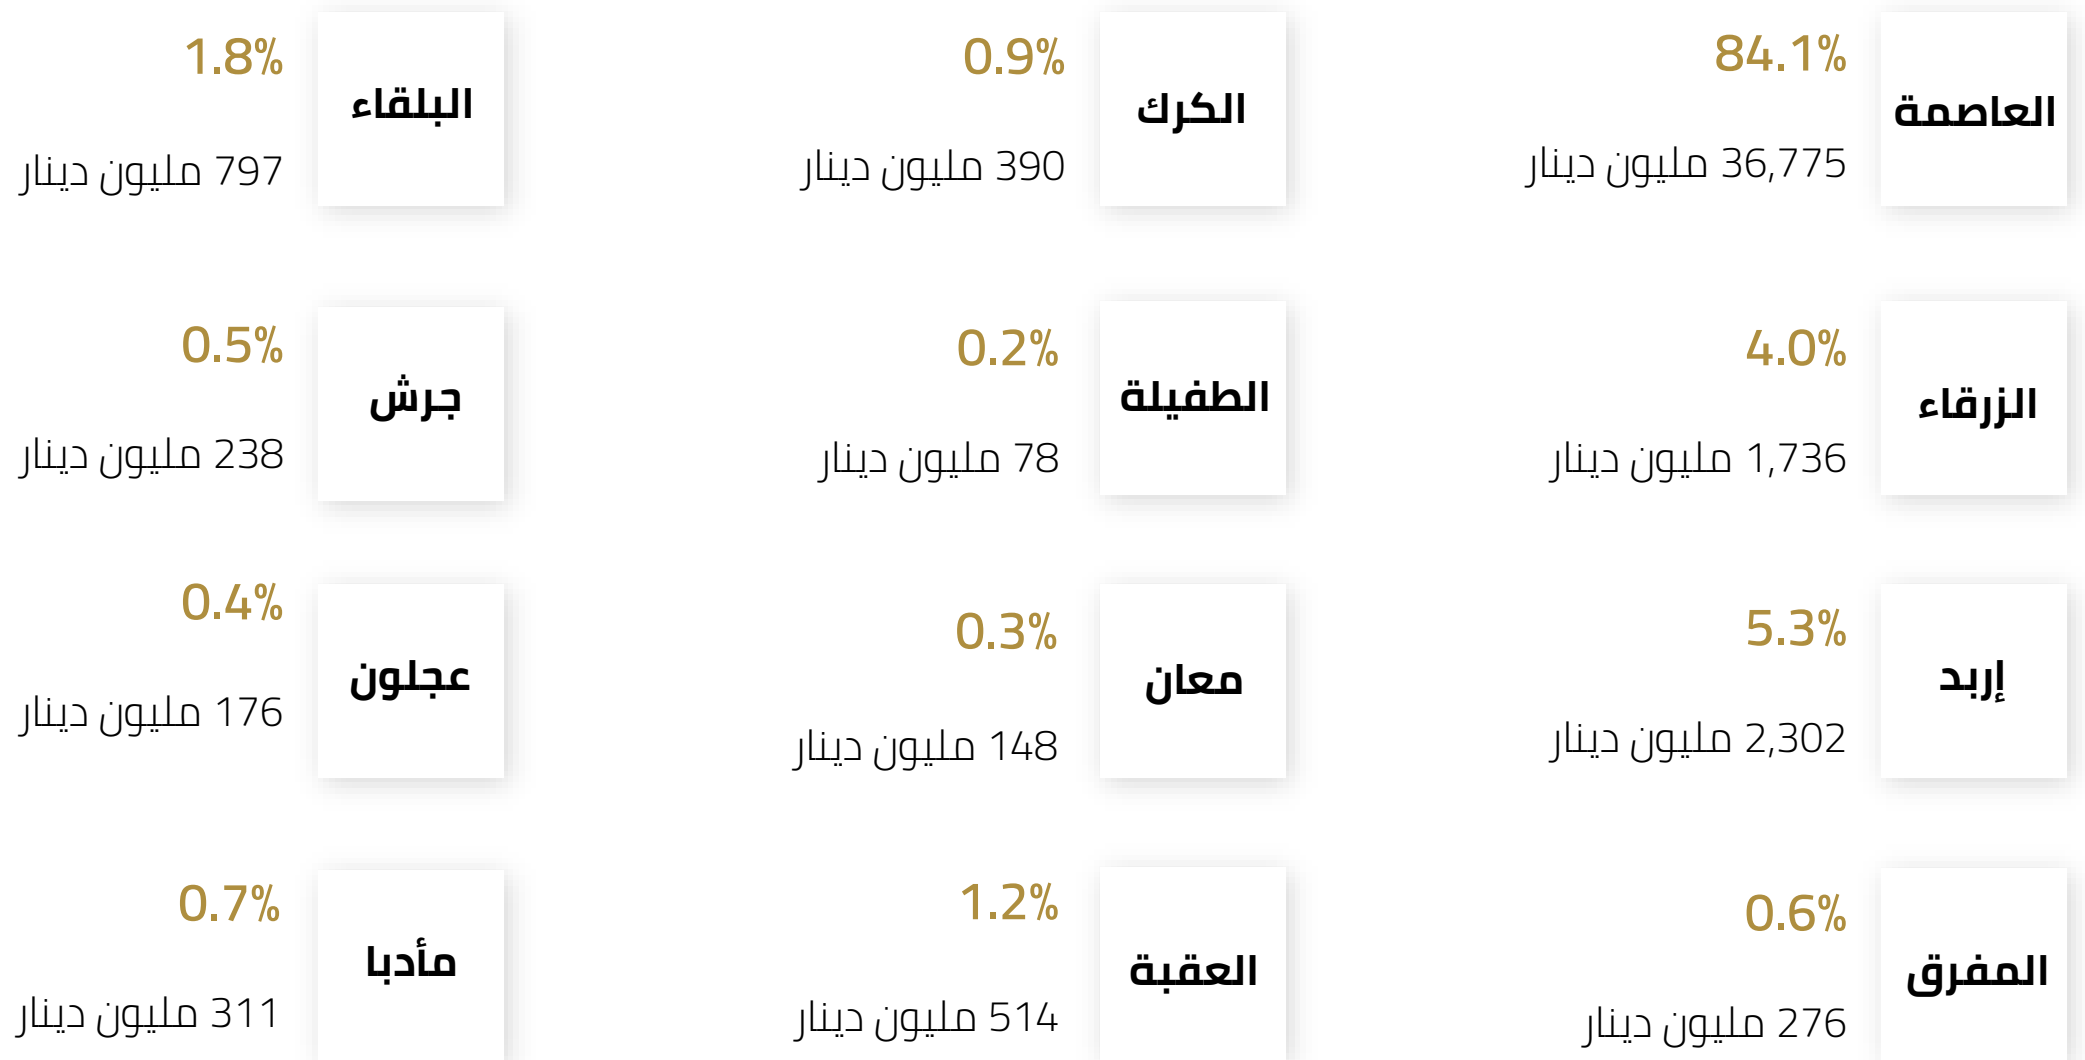 العاصمة
84.1%
36,775 مليون دينار
الكرك
0.9%
390 مليون دينار
البلقاء
1.8%
797 مليون دينار
الزرقاء
4.0%
1,736 مليون دينار
الطفيلة
0.2%
78 مليون دينار
جرش
0.5%
238 مليون دينار
إربد
5.3%
2,302 مليون دينار
معان
0.3%
148 مليون دينار
عجلون
0.4%
176 مليون دينار
المفرق
0.6%
276 مليون دينار
العقبة
1.2%
514 مليون دينار
مأدبا
0.7%
311 مليون دينار